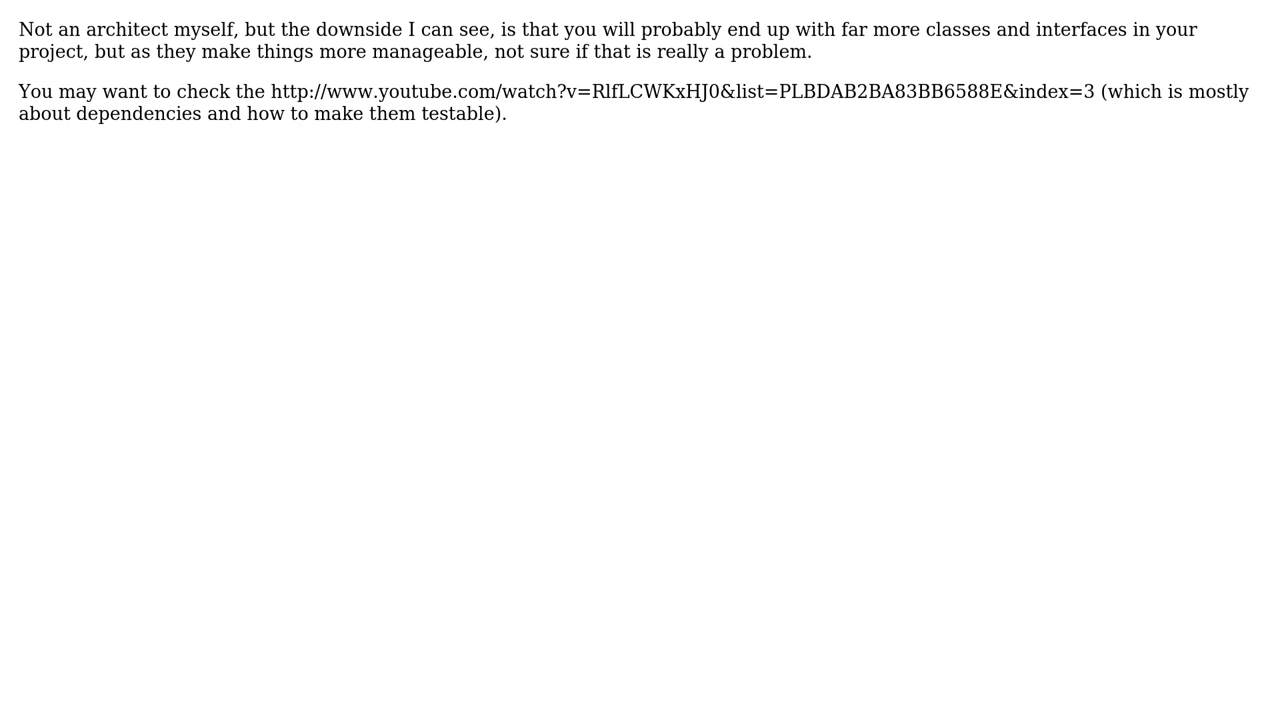 Not an architect myself, but the downside I can see, is that you will probably end up with far more classes and interfaces in your
project, but as they make things more manageable, not sure if that is really a problem.
You may want to check the http://www.youtube.com/watch?v=RlfLCWKxHJ0&list=PLBDAB2BA83BB6588E&index=3 (which is mostly
about dependencies and how to make them testable).